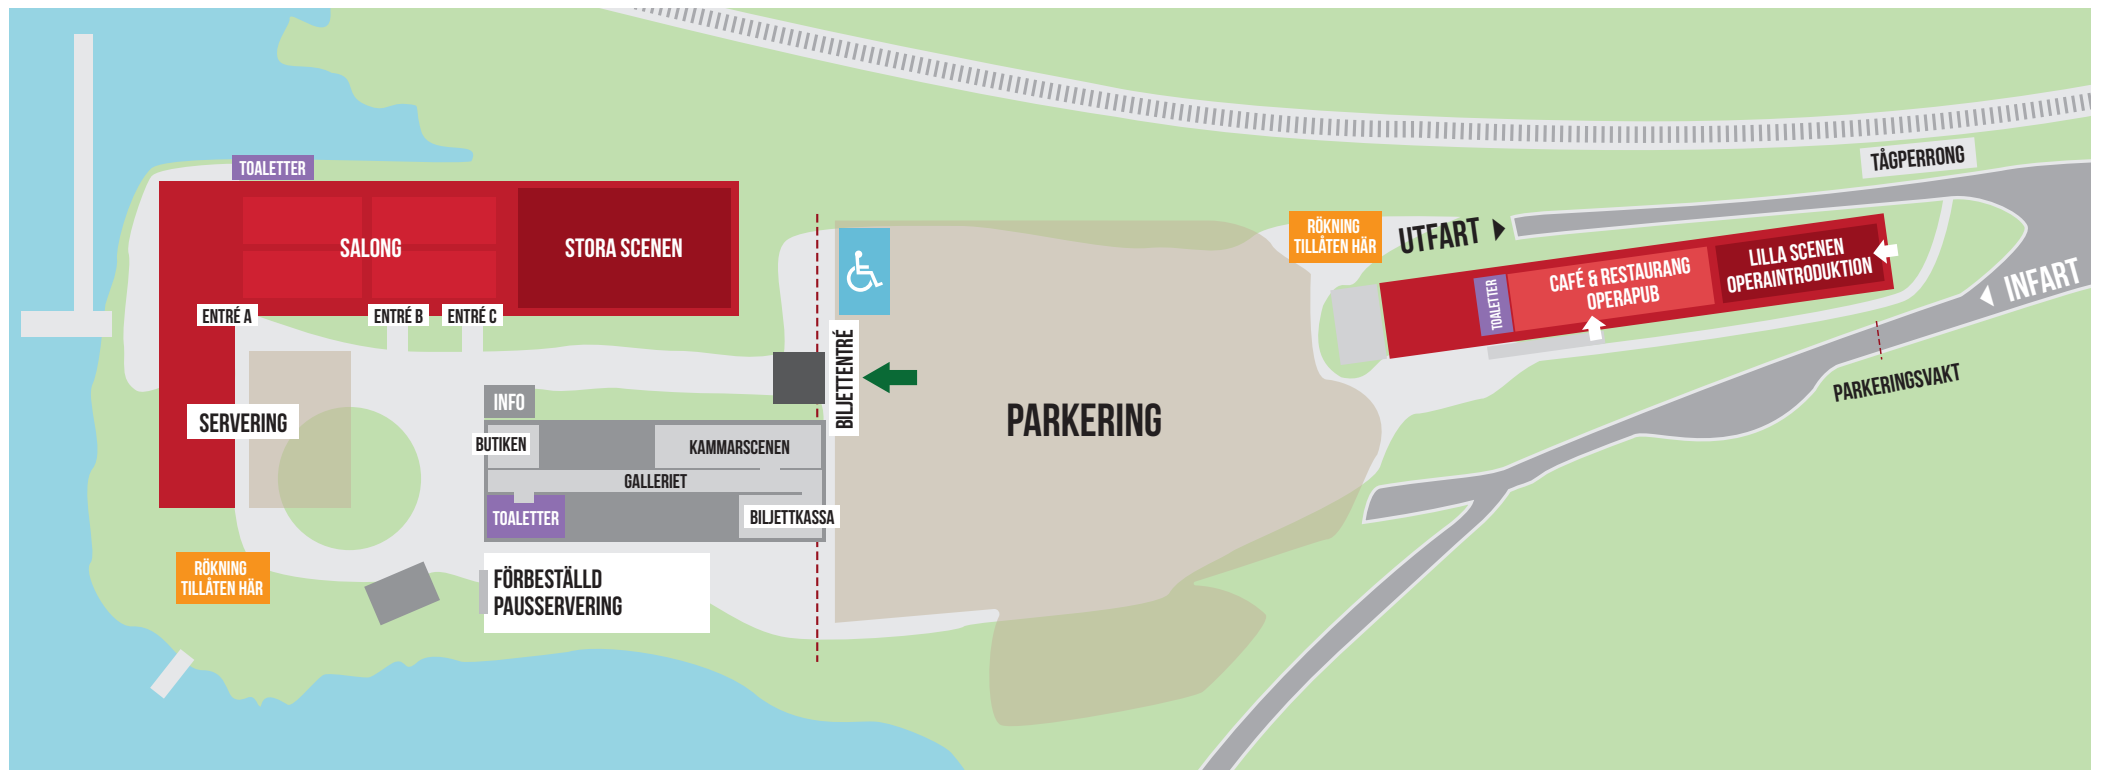 TOALETTER
SALONG
STORA SCENEN
ENTRÉ A
ENTRÉ B
ENTRÉ C
SERVERING
RÖKNING
TILLÅTEN HÄR
INFO
BUTIKEN
KAMMARSCENEN
GALLERIET
TOALETTER
BILJETTKASSA
FÖRBESTÄLLD
PAUSSERVERING
BILJETTENTRÉ
PARKERING
RÖKNING
TILLÅTEN HÄR
UTFART
TOALETTER
CAFÉ & RESTAURANG
OPERAPUB
LILLA SCENEN
OPERAINTRODUKTION
TÅGPERRONG
INFART
PARKERINGSVAKT